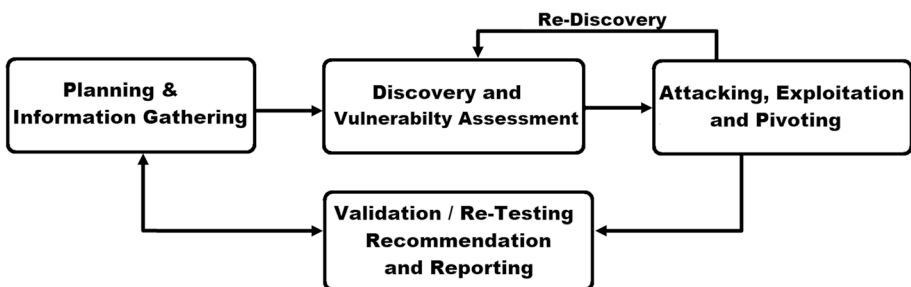 Re-Discovery
Planning &
Information Gathering
Discovery and
Vulnerabilty Assessment
Attacking, Exploitation
and Pivoting
Validation / Re-Testing
Recommendation
and Reporting